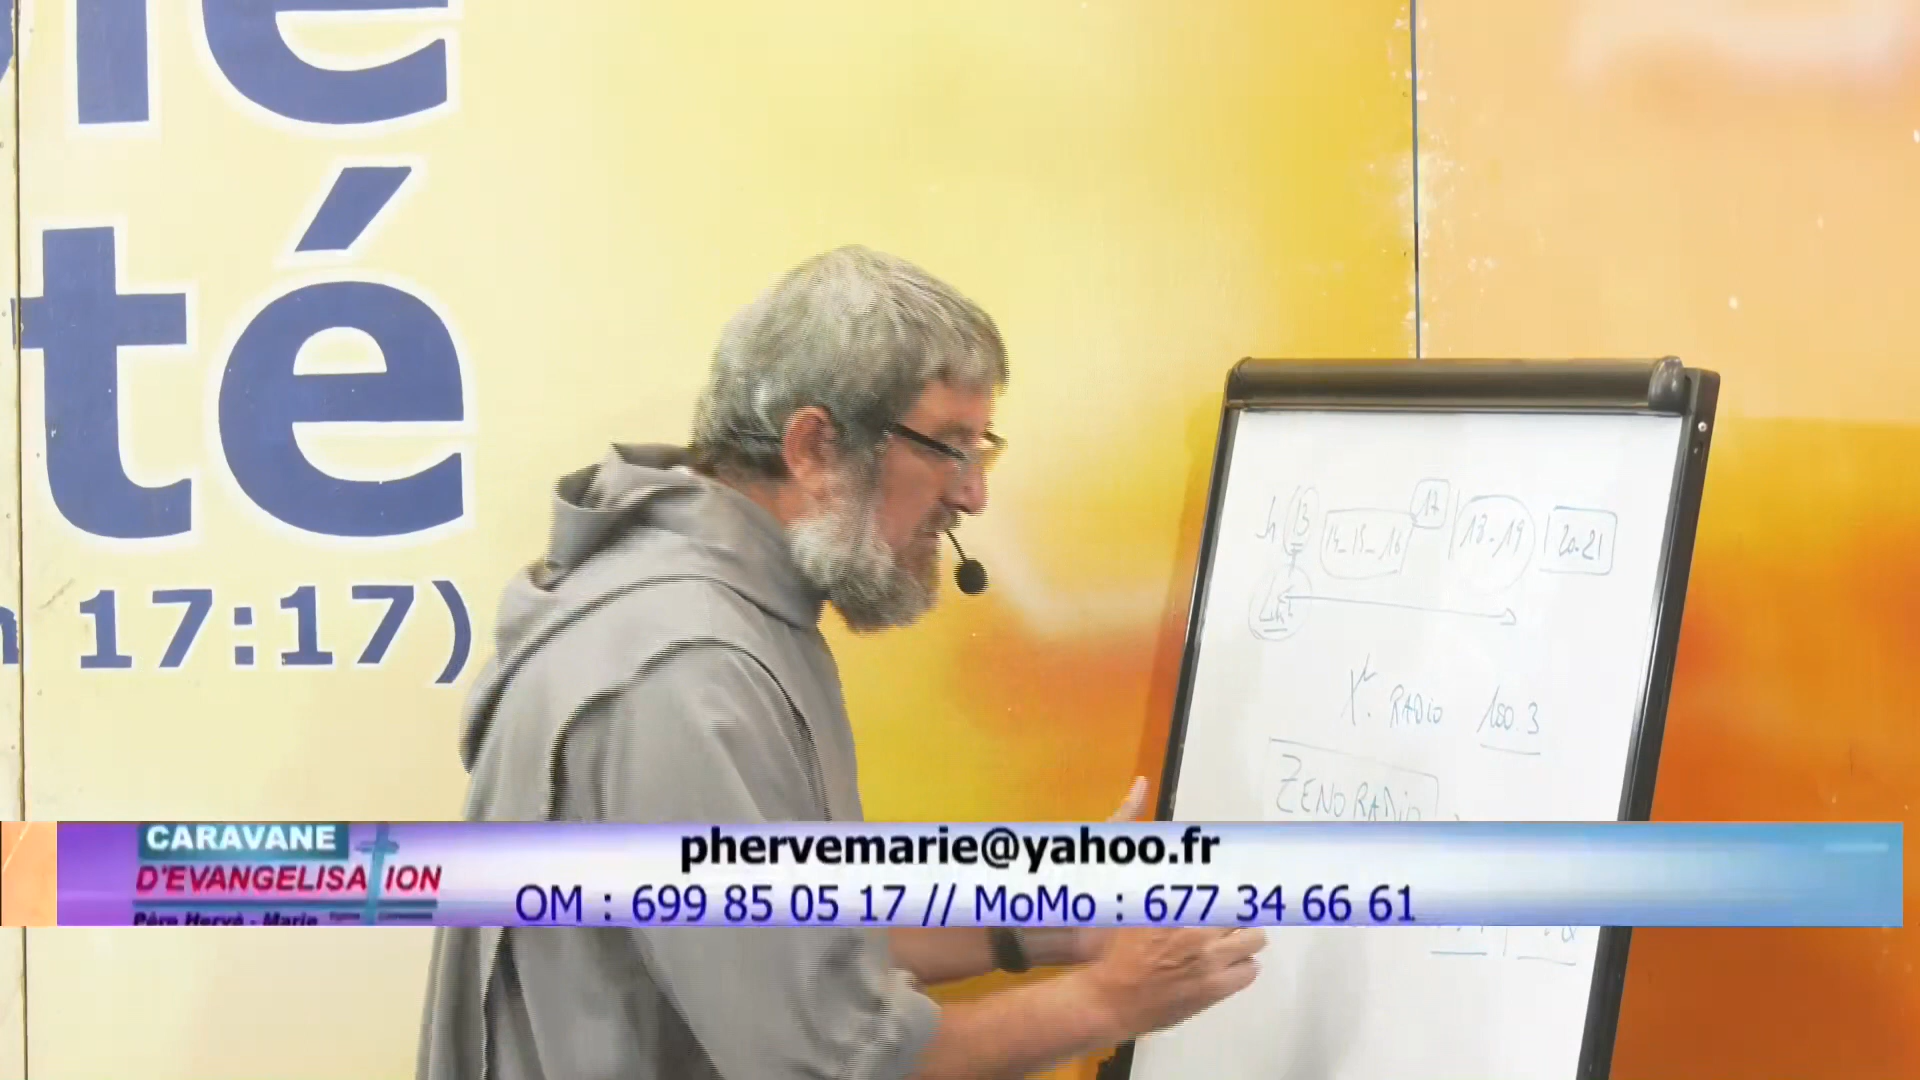 té
17:17)
13
17
14-15-16
18-19
20-21
RADIO 100.3
ZENO RADIO
CARAVANE
D'EVANGELISATION
Père Hervé - Marie
phervemarie@yahoo.fr
OM : 699 85 05 17 // MoMo : 677 34 66 61